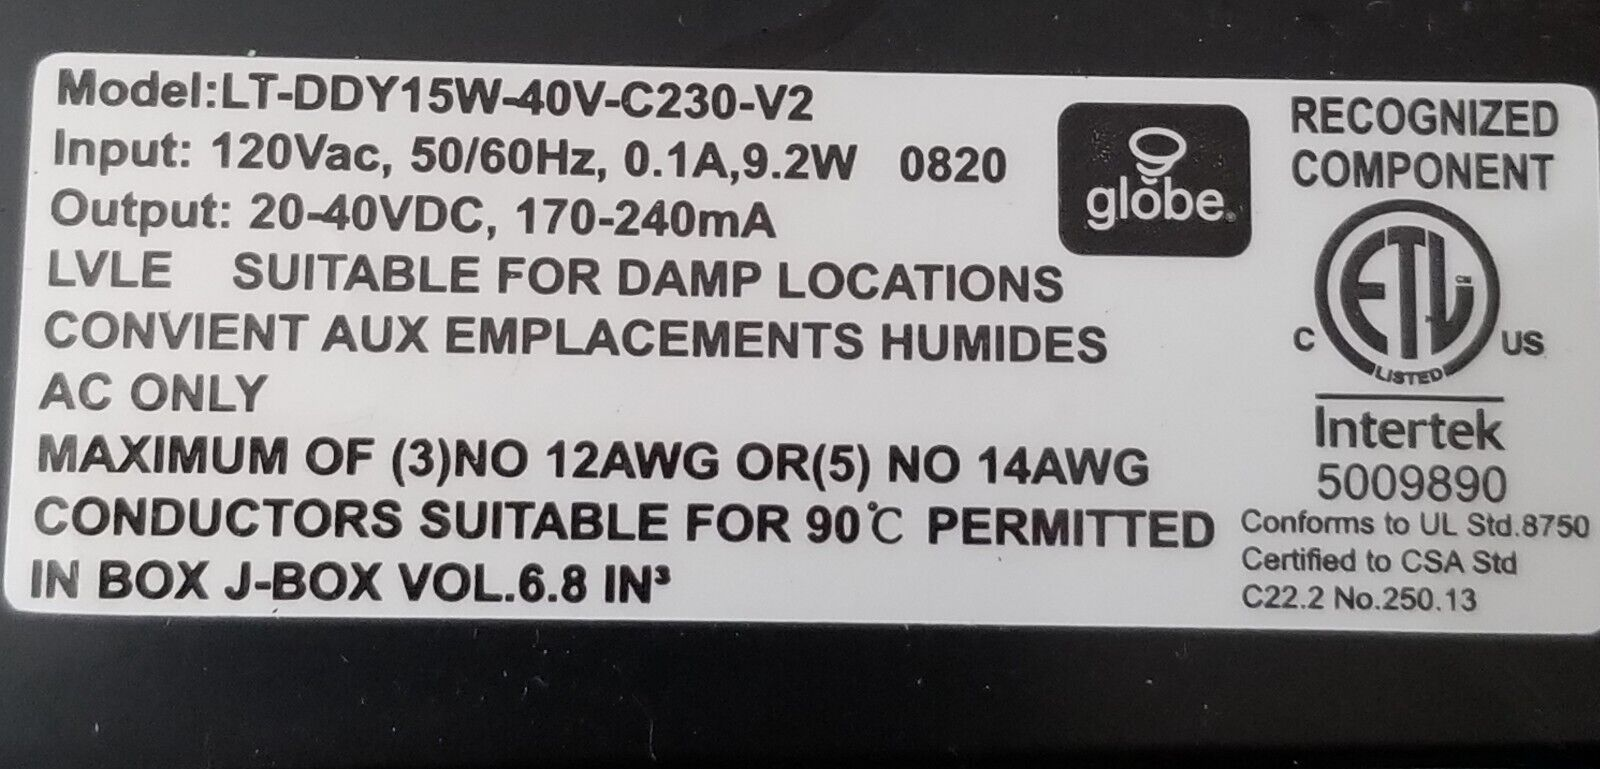 Model:LT-DDY15W-40V-C230-V2
Input: 120Vac, 50/60Hz, 0.1A,9.2W 0820
Output: 20-40VDC, 170-240mA
LVLE SUITABLE FOR DAMP LOCATIONS
CONVIENT AUX EMPLACEMENTS HUMIDES
AC ONLY
MAXIMUM OF (3)NO 12AWG OR(5) NO 14AWG
CONDUCTORS SUITABLE FOR 90℃ PERMITTED
IN BOX J-BOX VOL.6.8 IN³
globe®
RECOGNIZED
COMPONENT
ETL CM
C US
LISTED
Intertek
5009890
Conforms to UL Std.8750
Certified to CSA Std
C22.2 No.250.13